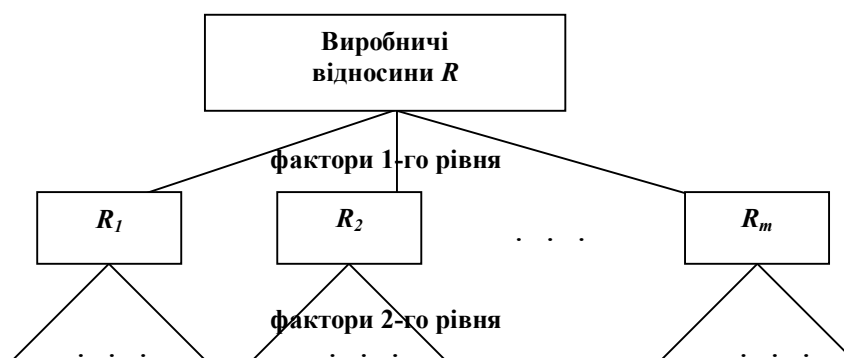 Виробничі
відносини R
фактори 1-го рівня
R1
R2
. . .
Rm
фактори 2-го рівня
. . .
. . .
. . .